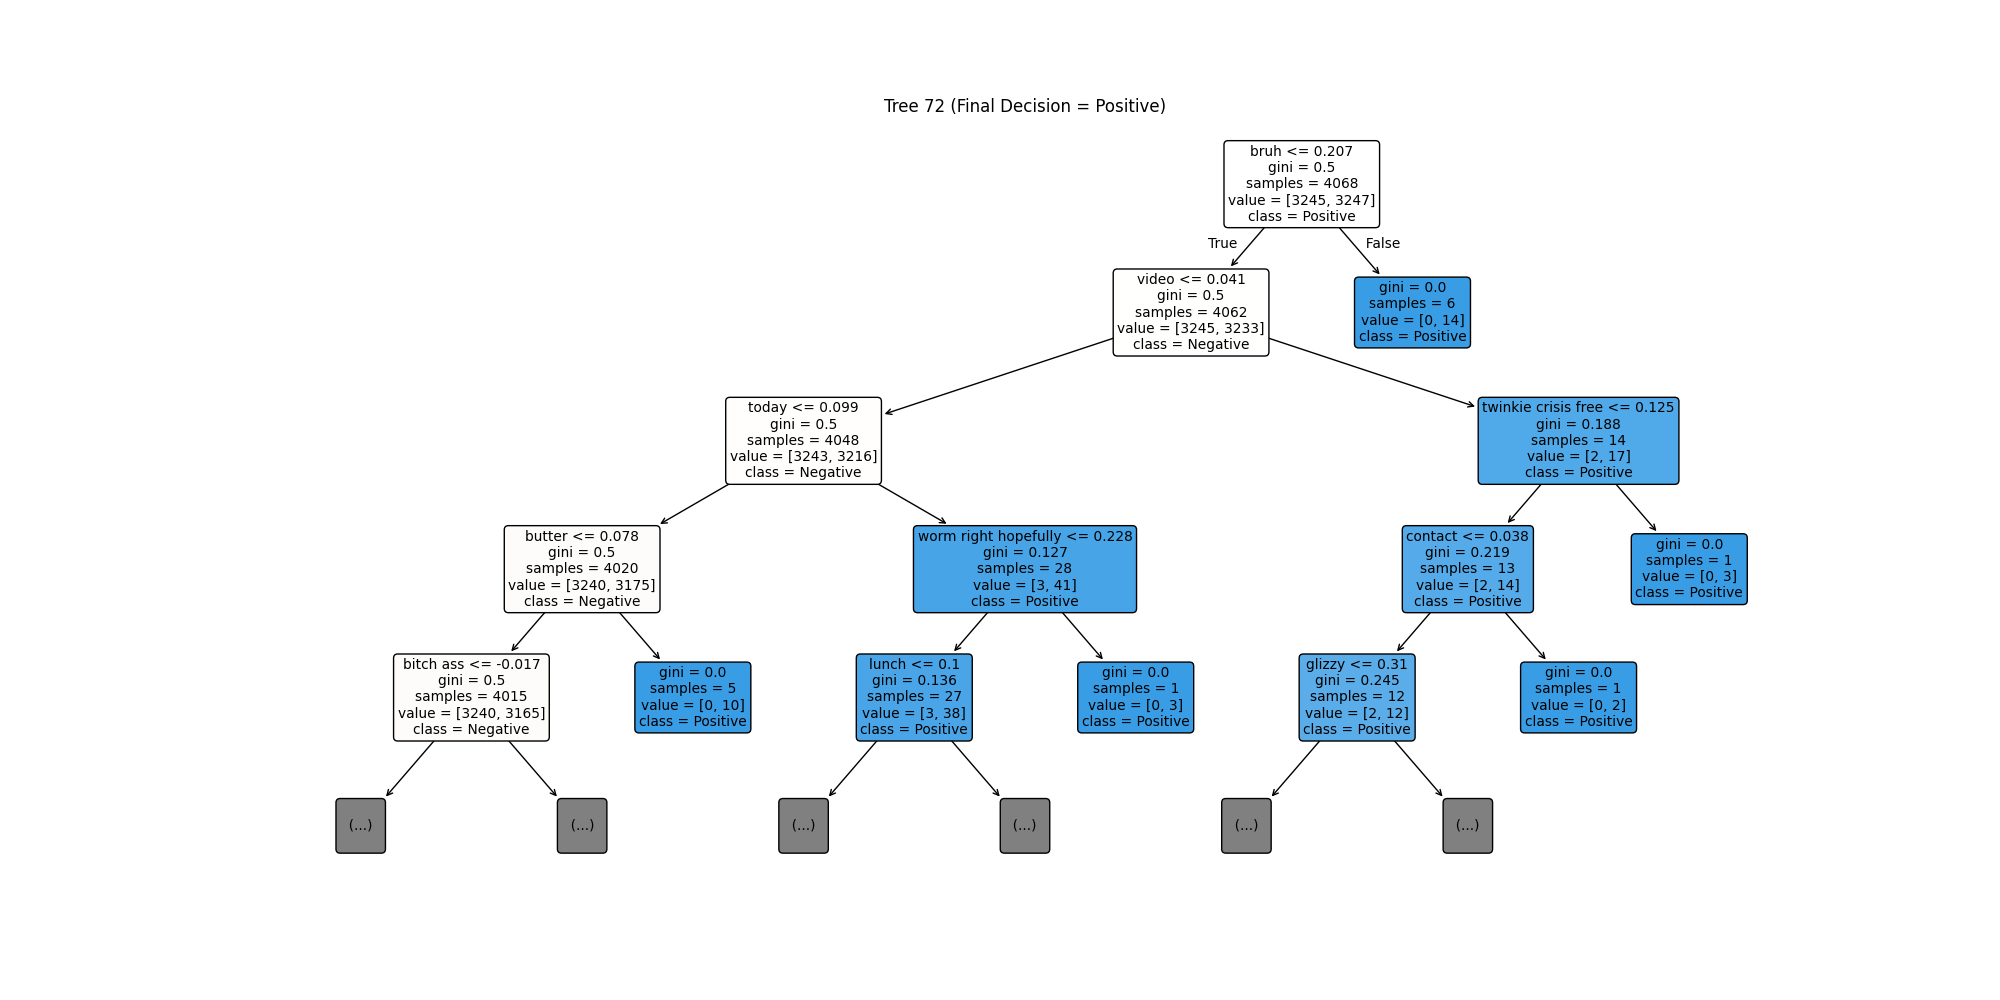 Tree 72 (Final Decision = Positive)
bruh <= 0.207
gini = 0.5
samples = 4068
value = [3245, 3247]
class = Positive
True
False
video <= 0.041
gini = 0.5
samples = 4062
value = [3245, 3233]
class = Negative
gini = 0.0
samples = 6
value = [0, 14]
class = Positive
today <= 0.099
gini = 0.5
samples = 4048
value = [3243, 3216]
class = Negative
twinkie crisis free <= 0.125
gini = 0.188
samples = 14
value = [2, 17]
class = Positive
butter <= 0.078
gini = 0.5
samples = 4020
value = [3240, 3175]
class = Negative
worm right hopefully <= 0.228
gini = 0.127
samples = 28
value = [3, 41]
class = Positive
contact <= 0.038
gini = 0.219
samples = 13
value = [2, 14]
class = Positive
gini = 0.0
samples = 1
value = [0, 3]
class = Positive
bitch ass <= -0.017
gini = 0.5
samples = 4015
value = [3240, 3165]
class = Negative
gini = 0.0
samples = 5
value = [0, 10]
class = Positive
lunch <= 0.1
gini = 0.136
samples = 27
value = [3, 38]
class = Positive
gini = 0.0
samples = 1
value = [0, 3]
class = Positive
glizzy <= 0.31
gini = 0.245
samples = 12
value = [2, 12]
class = Positive
gini = 0.0
samples = 1
value = [0, 2]
class = Positive
(...)
(...)
(...)
(...)
(...)
(...)